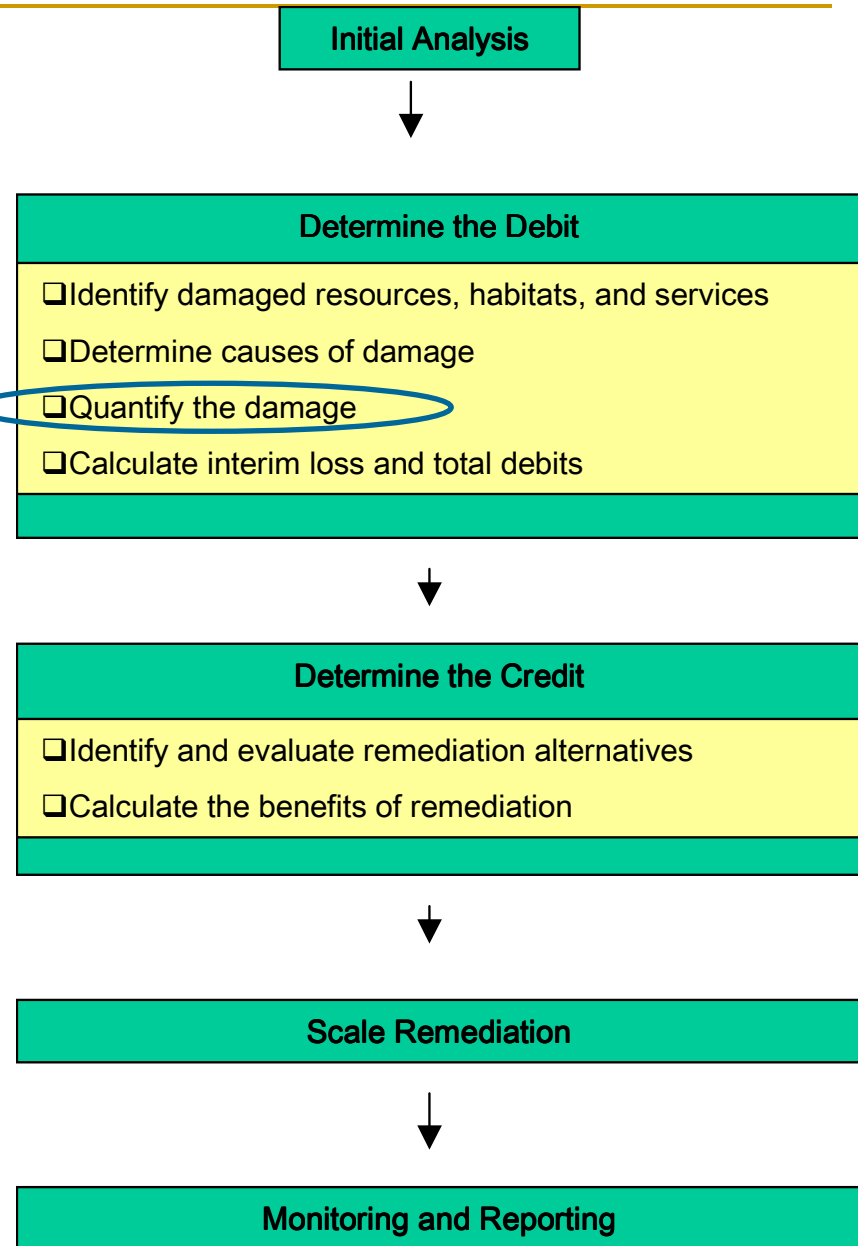 Initial Analysis
Determine the Debit
❑Identify damaged resources, habitats, and services
❑Determine causes of damage
❑Quantify the damage
❑Calculate interim loss and total debits
Determine the Credit
❑Identify and evaluate remediation alternatives
❑Calculate the benefits of remediation
Scale Remediation
Monitoring and Reporting